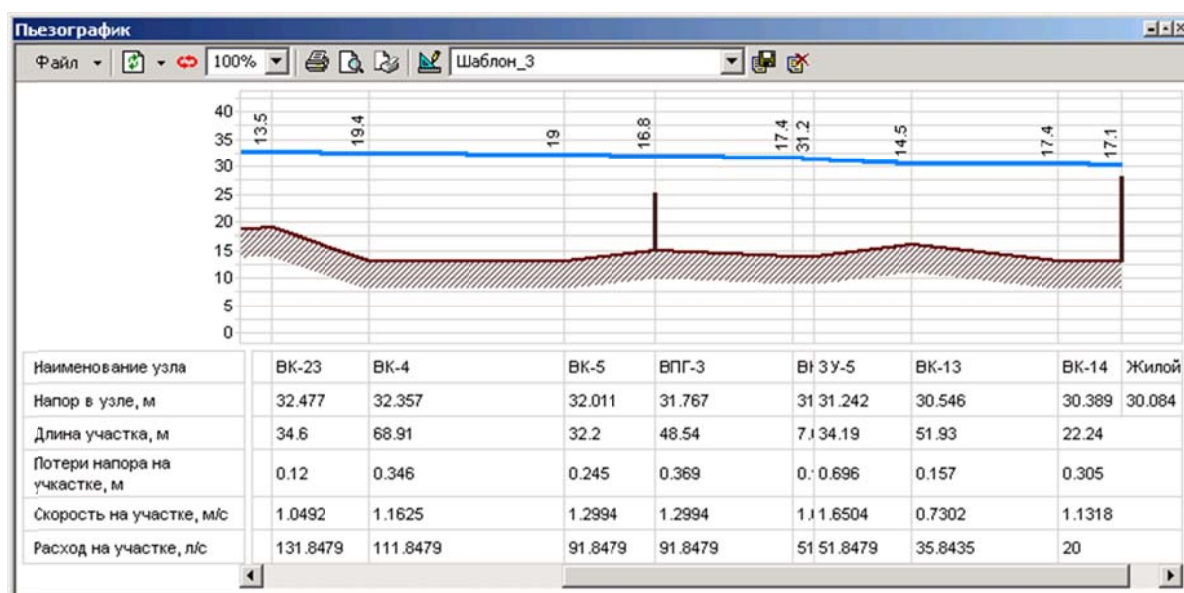 Пьезографик
Файл 100% Шаблон_3
40 13.5 19.4 19 16.8 17.4 31.2 14.5 17.4 17.1
35
30
25
20
15
10
5
0
Наименование узла ВК-23 ВК-4 ВК-5 ВПГ-3 ЗУ-5 ВК-13 ВК-14 Жилой
Напор в узле, м 32.477 32.357 32.011 31.767 31 31.242 30.546 30.389 30.084
Длина участка, м 34.6 68.91 32.2 48.54 34.19 51.93 22.24
Потери напора на
учкастке, м 0.12 0.346 0.245 0.369 0.696 0.157 0.305
Скорость на участке, м/с 1.0492 1.1625 1.2994 1.2994 1.6504 0.7302 1.1318
Расход на участке, л/с 131.8479 111.8479 91.8479 91.8479 51 51.8479 35.8435 20